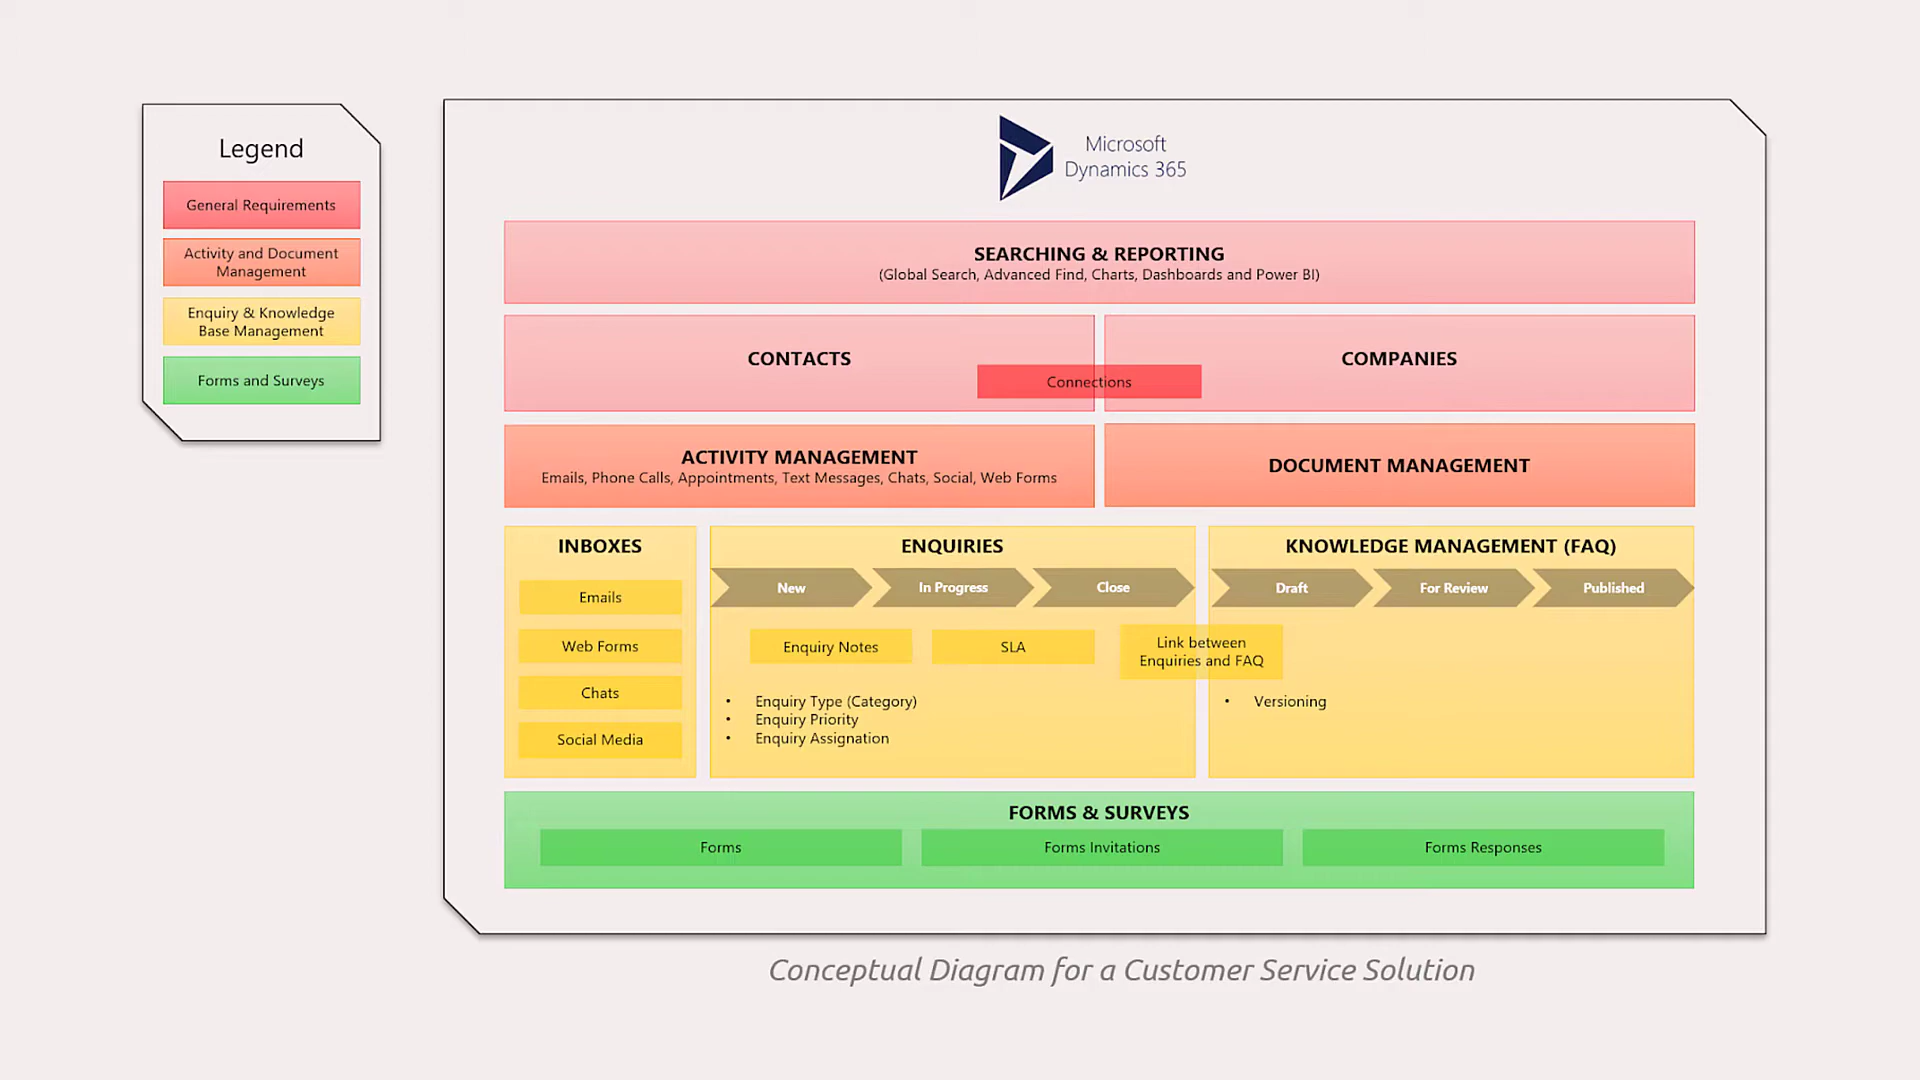 Legend
General Requirements
Activity and Document
Management
Enquiry & Knowledge
Base Management
Forms and Surveys
Microsoft
Dynamics 365
SEARCHING & REPORTING
(Global Search, Advanced Find, Charts, Dashboards and Power BI)
CONTACTS
COMPANIES
Connections
ACTIVITY MANAGEMENT
Emails, Phone Calls, Appointments, Text Messages, Chats, Social, Web Forms
DOCUMENT MANAGEMENT
INBOXES
Emails
Web Forms
Chats
Social Media
ENQUIRIES
New
In Progress
Close
Enquiry Notes
SLA
Link between
Enquiries and FAQ
• Enquiry Type (Category)
• Enquiry Priority
• Enquiry Assignation
KNOWLEDGE MANAGEMENT (FAQ)
Draft
For Review
Published
• Versioning
FORMS & SURVEYS
Forms
Forms Invitations
Forms Responses
Conceptual Diagram for a Customer Service Solution